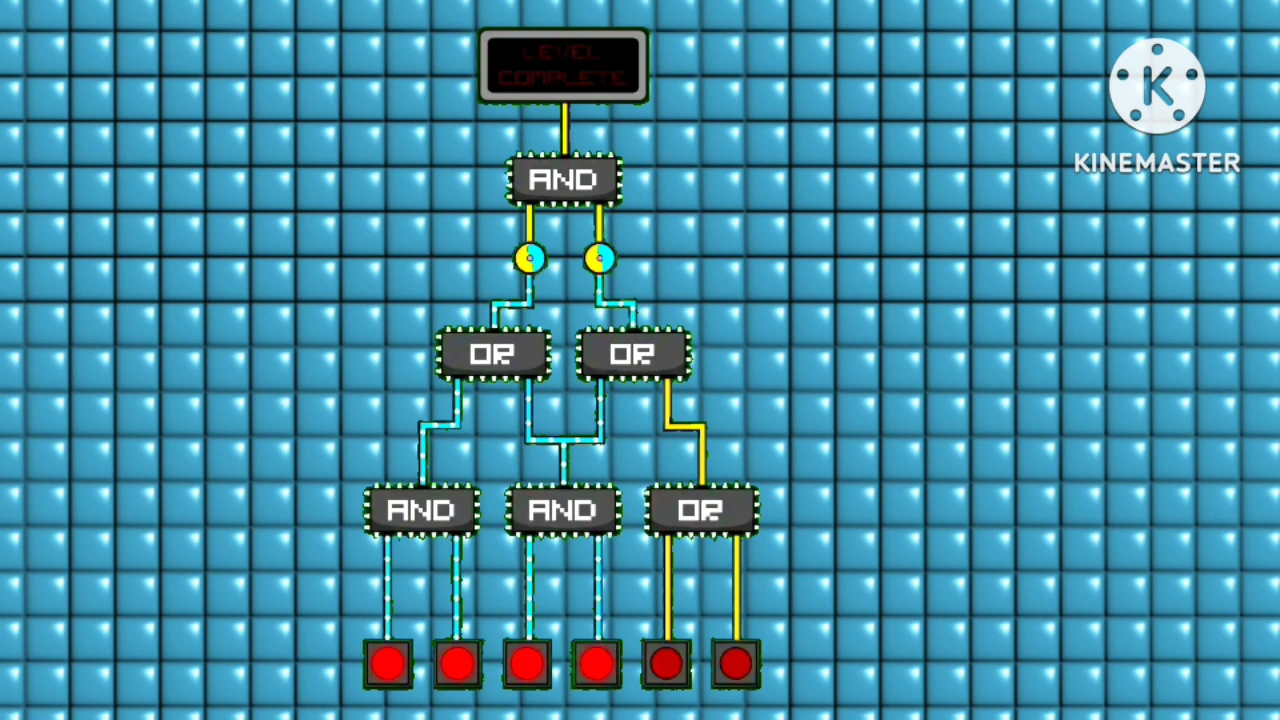 LEVEL
COMPLETE
K
KINEMASTER
AND
OR OR
AND AND OR